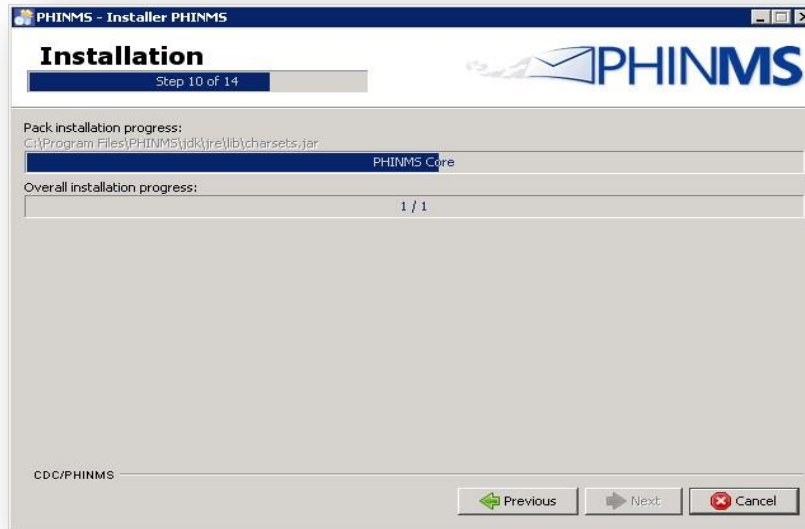 PHINMS - Installer PHINMS
Installation
Step 10 of 14
PHINMS
Pack installation progress:
C:\Program Files\PHINMS\jdk\jre\lib\charsets.jar
PHINMS Core
Overall installation progress:
1 / 1
CDC/PHINMS
Previous Next Cancel